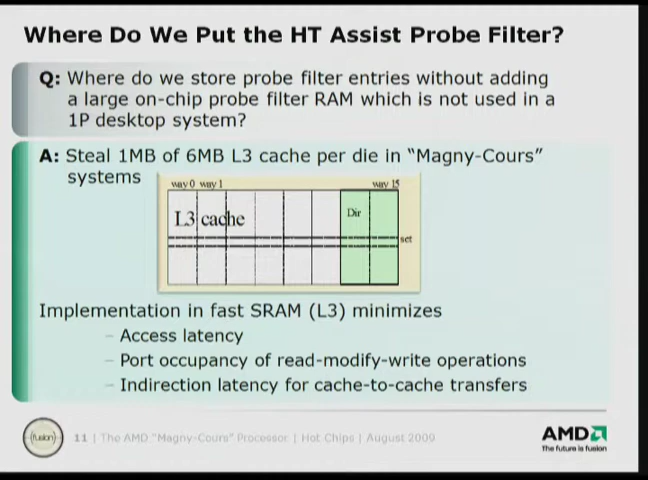 Where Do We Put the HT Assist Probe Filter?
Q: Where do we store probe filter entries without adding
a large on-chip probe filter RAM which is not used in a
1P desktop system?
A: Steal 1MB of 6MB L3 cache per die in “Magny-Cours”
systems
way 0 way 1 way 15
L3 cache
Dir
set
Implementation in fast SRAM (L3) minimizes
– Access latency
– Port occupancy of read-modify-write operations
– Indirection latency for cache-to-cache transfers
fusion
11 | The AMD “Magny-Cours” Processor | Hot Chips | August 2009
AMD
The future is fusion